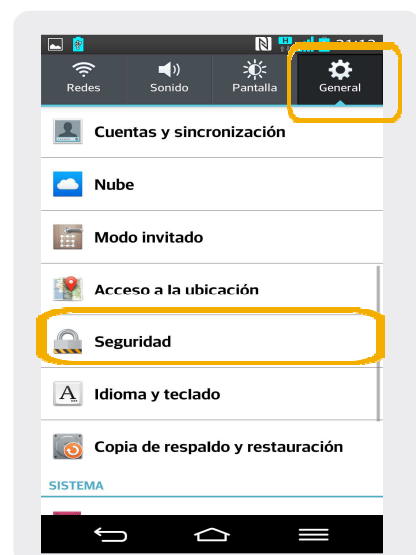 Redes Sonido Pantalla General
Cuentas y sincronización
Nube
Modo invitado
Acceso a la ubicación
Seguridad
A Idioma y teclado
Copia de respaldo y restauración
SISTEMA